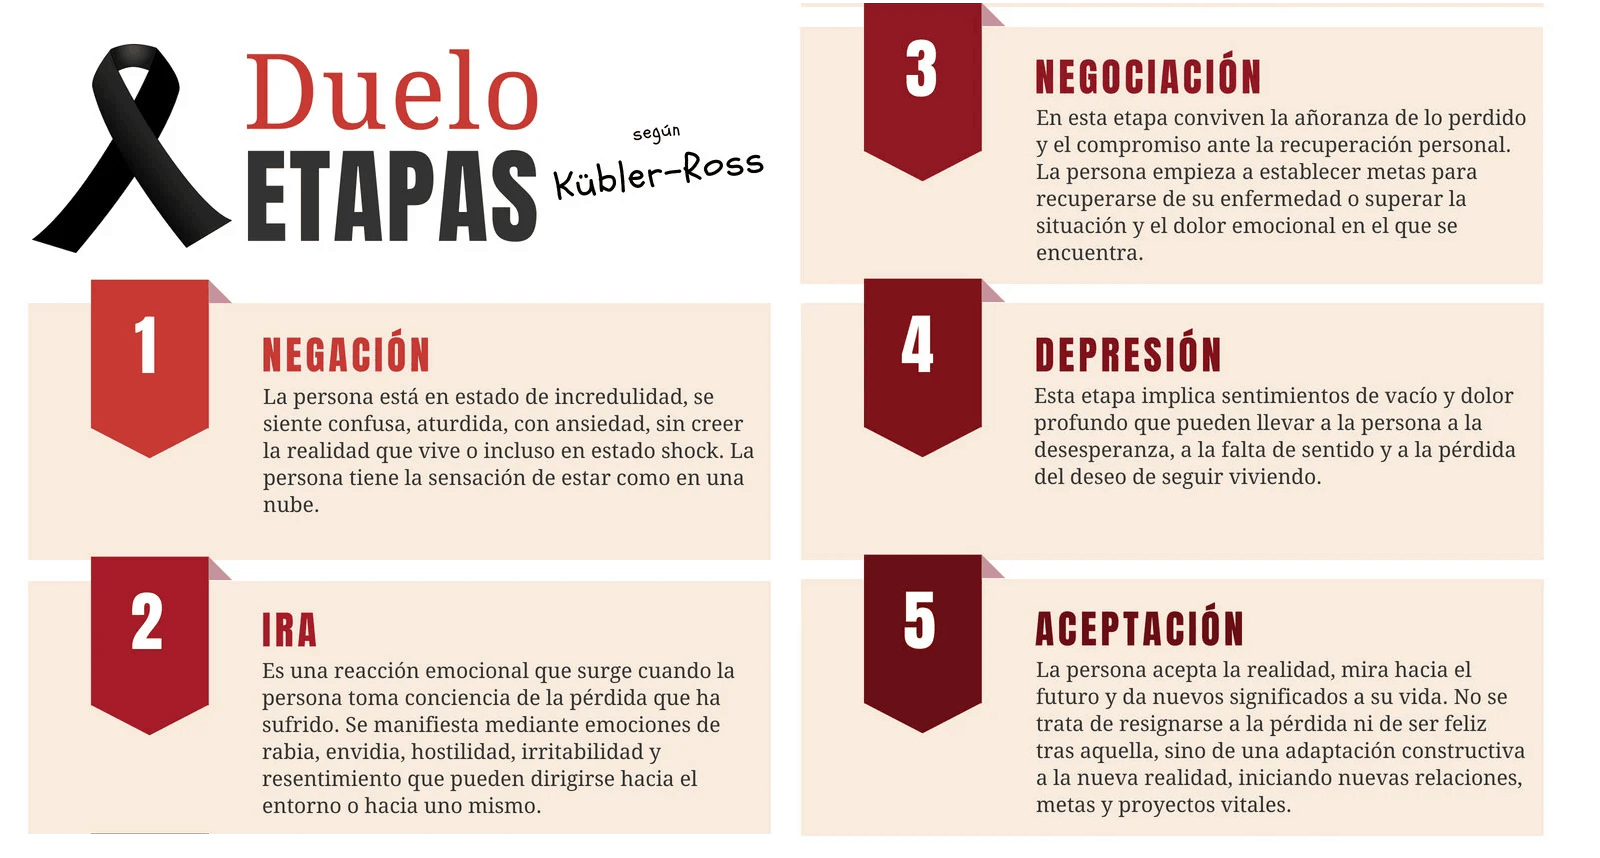 Duelo
ETAPAS
según
Kübler-Ross
1
NEGACIÓN
La persona está en estado de incredulidad, se
siente confusa, aturdida, con ansiedad, sin creer
la realidad que vive o incluso en estado shock. La
persona tiene la sensación de estar como en una
nube.
2
IRA
Es una reacción emocional que surge cuando la
persona toma conciencia de la pérdida que ha
sufrido. Se manifiesta mediante emociones de
rabia, envidia, hostilidad, irritabilidad y
resentimiento que pueden dirigirse hacia el
entorno o hacia uno mismo.
3
NEGOCIACIÓN
En esta etapa conviven la añoranza de lo perdido
y el compromiso ante la recuperación personal.
La persona empieza a establecer metas para
recuperarse de su enfermedad o superar la
situación y el dolor emocional en el que se
encuentra.
4
DEPRESIÓN
Esta etapa implica sentimientos de vacío y dolor
profundo que pueden llevar a la persona a la
desesperanza, a la falta de sentido y a la pérdida
del deseo de seguir viviendo.
5
ACEPTACIÓN
La persona acepta la realidad, mira hacia el
futuro y da nuevos significados a su vida. No se
trata de resignarse a la pérdida ni de ser feliz
tras aquella, sino de una adaptación constructiva
a la nueva realidad, iniciando nuevas relaciones,
metas y proyectos vitales.